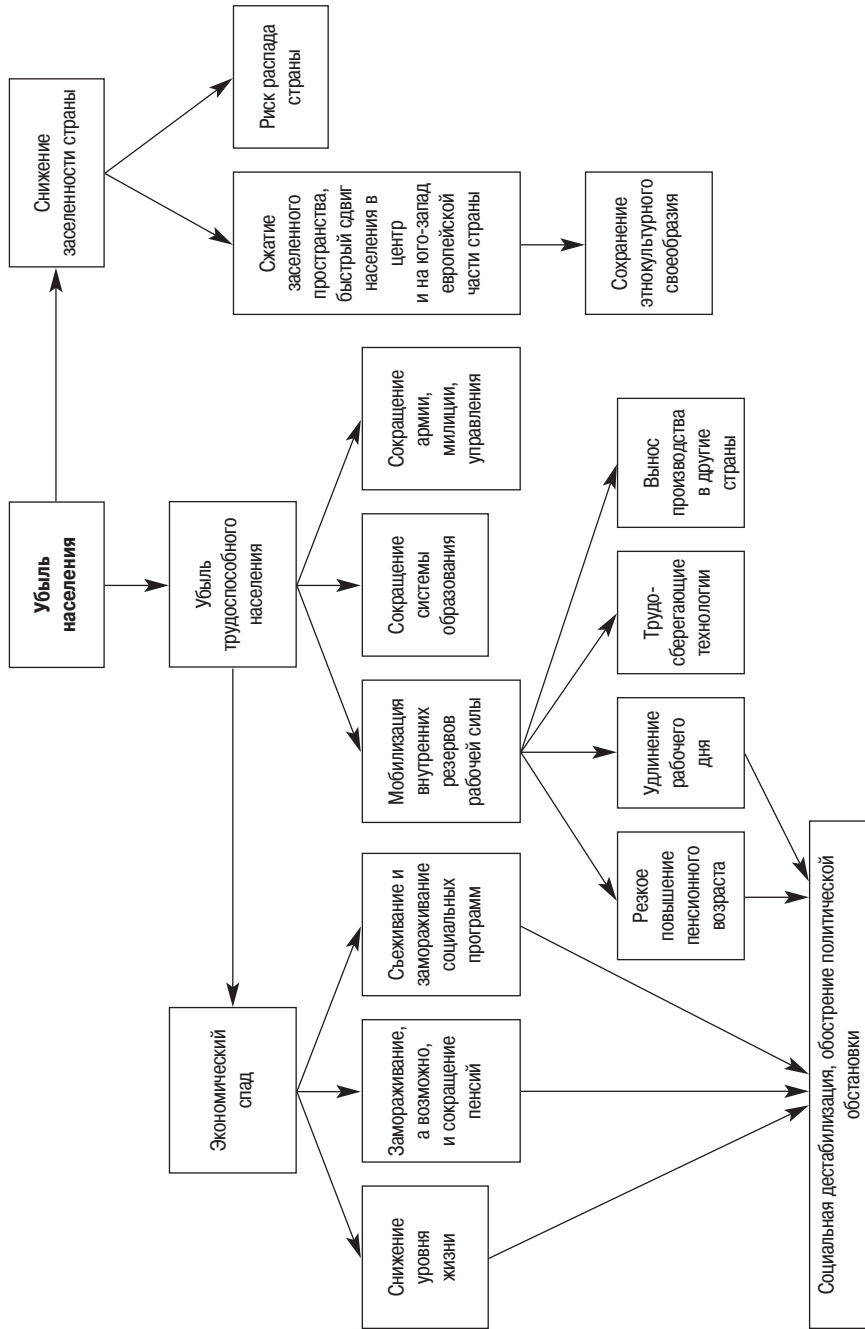 Убыль
населения
Снижение
заселенности страны
Экономический
спад
Убыль
трудоспособного
населения
Сжатие
заселенного
пространства,
быстрый сдвиг
населения в
центр
и на юго-запад
европейской
части страны
Риск распада
страны
Снижение
уровня
жизни
Замораживание,
а возможно,
и сокращение
пенсий
Съеживание и
замораживание
социальных
программ
Мобилизация
внутренних
резервов
рабочей силы
Сокращение
системы
образования
Сокращение
армии,
милиции,
управления
Сохранение
этнокультурного
своеобразия
Резкое
повышение
пенсионного
возраста
Удлинение
рабочего
дня
Трудо-
сберегающие
технологии
Вынос
производства
в другие
страны
Социальная дестабилизация, обострение политической
обстановки